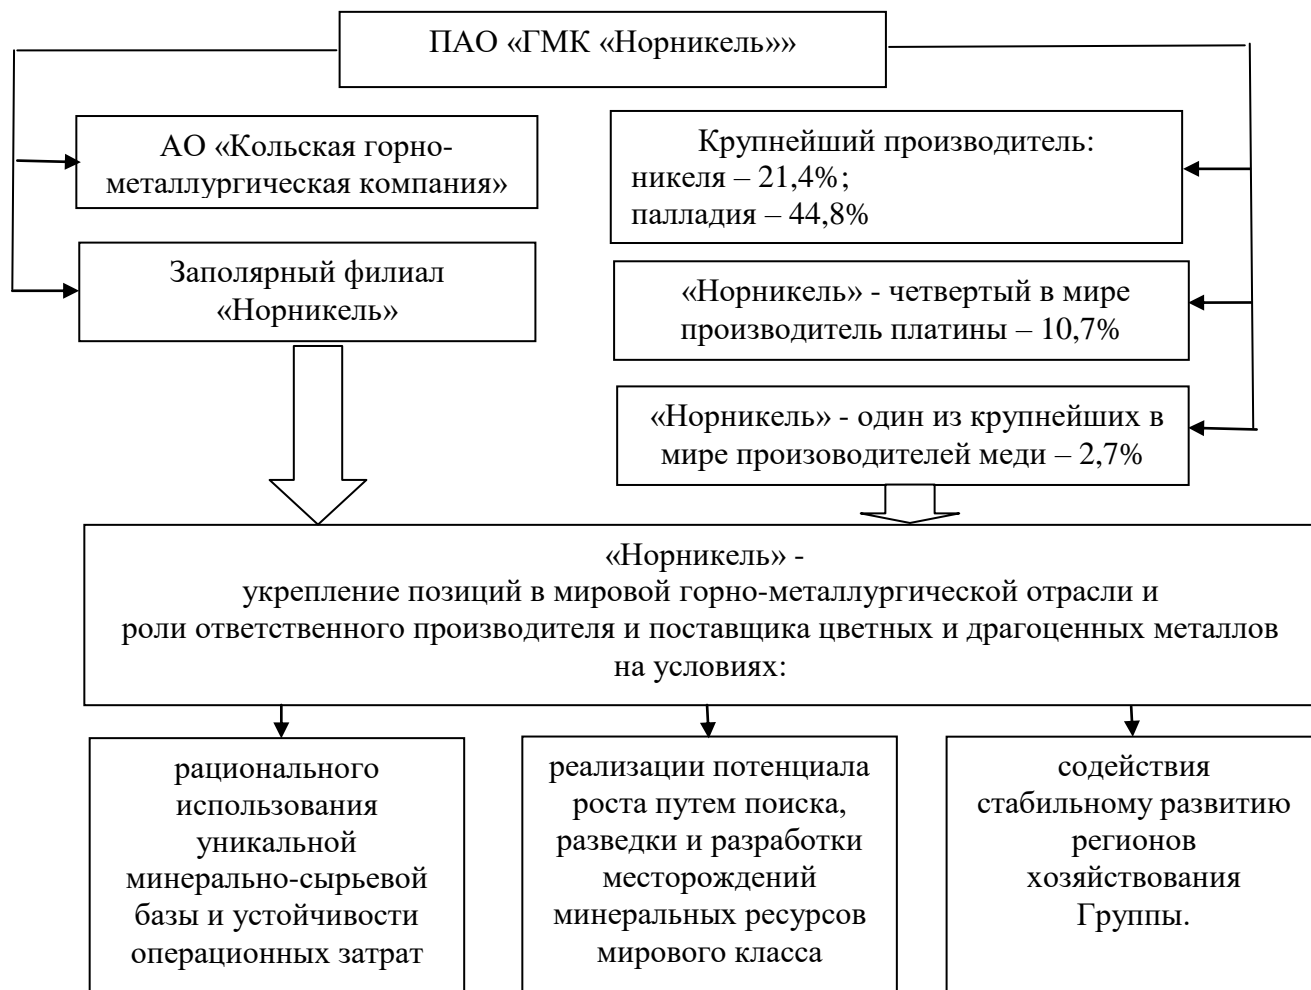 ПАО «ГМК «Норникель»»
АО «Кольская горно-
металлургическая компания»
Заполярный филиал
«Норникель»
Крупнейший производитель:
никеля – 21,4%;
палладия – 44,8%
«Норникель» - четвертый в мире
производитель платины – 10,7%
«Норникель» - один из крупнейших в
мире произоводителей меди – 2,7%
«Норникель» -
укрепление позиций в мировой горно-металлургической отрасли и
роли ответственного производителя и поставщика цветных и драгоценных металлов
на условиях:
рационального
использования
уникальной
минерально-сырьевой
базы и устойчивости
операционных затрат
реализации потенциала
роста путем поиска,
разведки и разработки
месторождений
минеральных ресурсов
мирового класса
содействия
стабильному развитию
регионов
хозяйствования
Группы.